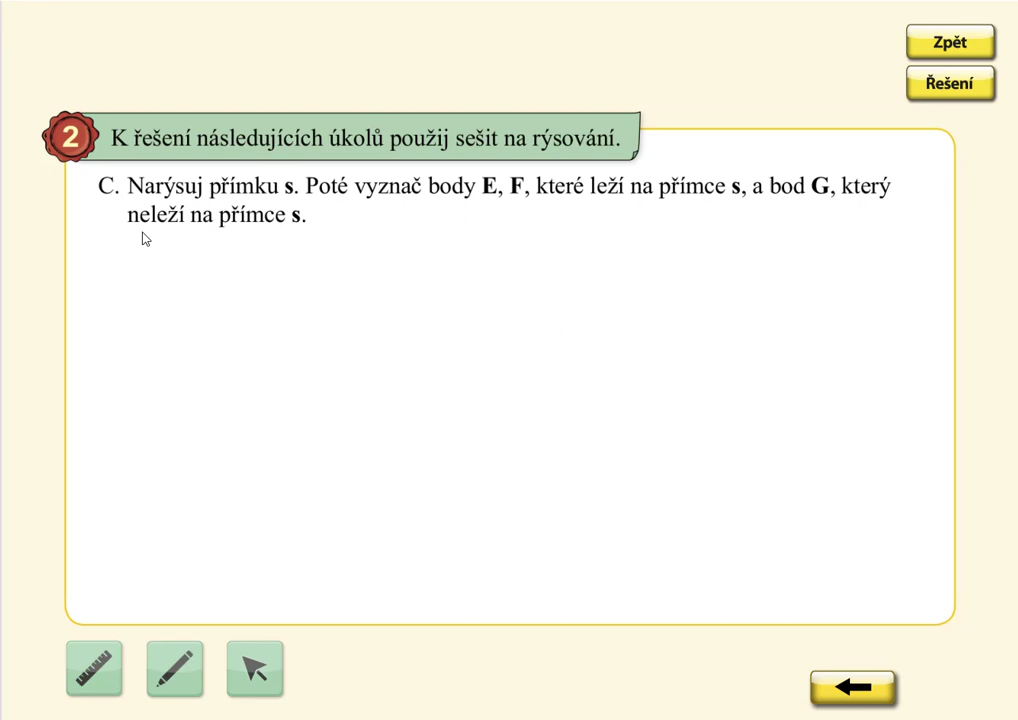 Zpět
Řešení
2 K řešení následujících úkolů použij sešit na rýsování.
C. Narýsuj přímku s. Poté vyznač body E, F, které leží na přímce s, a bod G, který
neleží na přímce s.